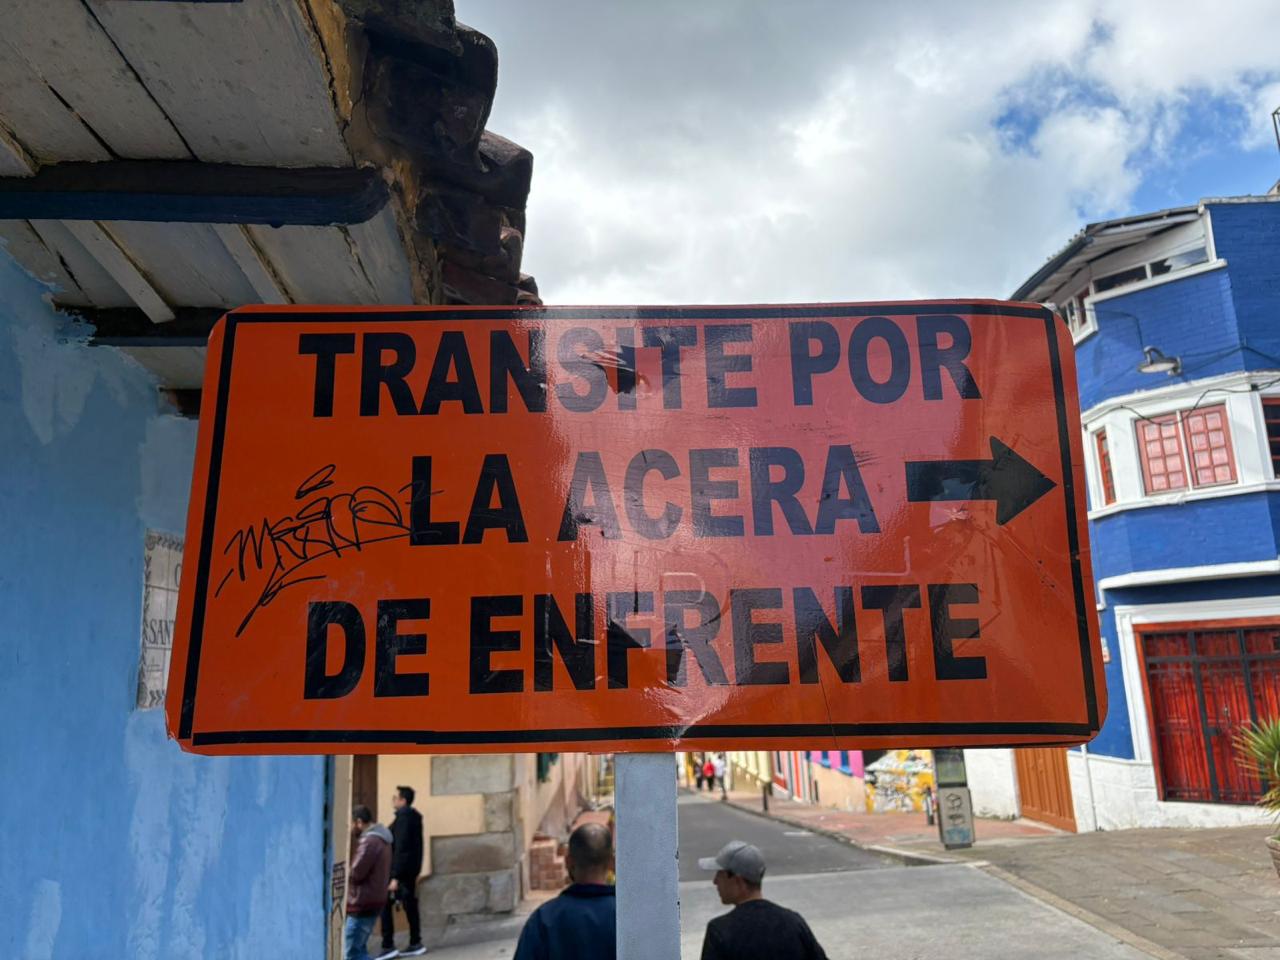 TRANSITE POR
LA ACERA
DE ENFRENTE